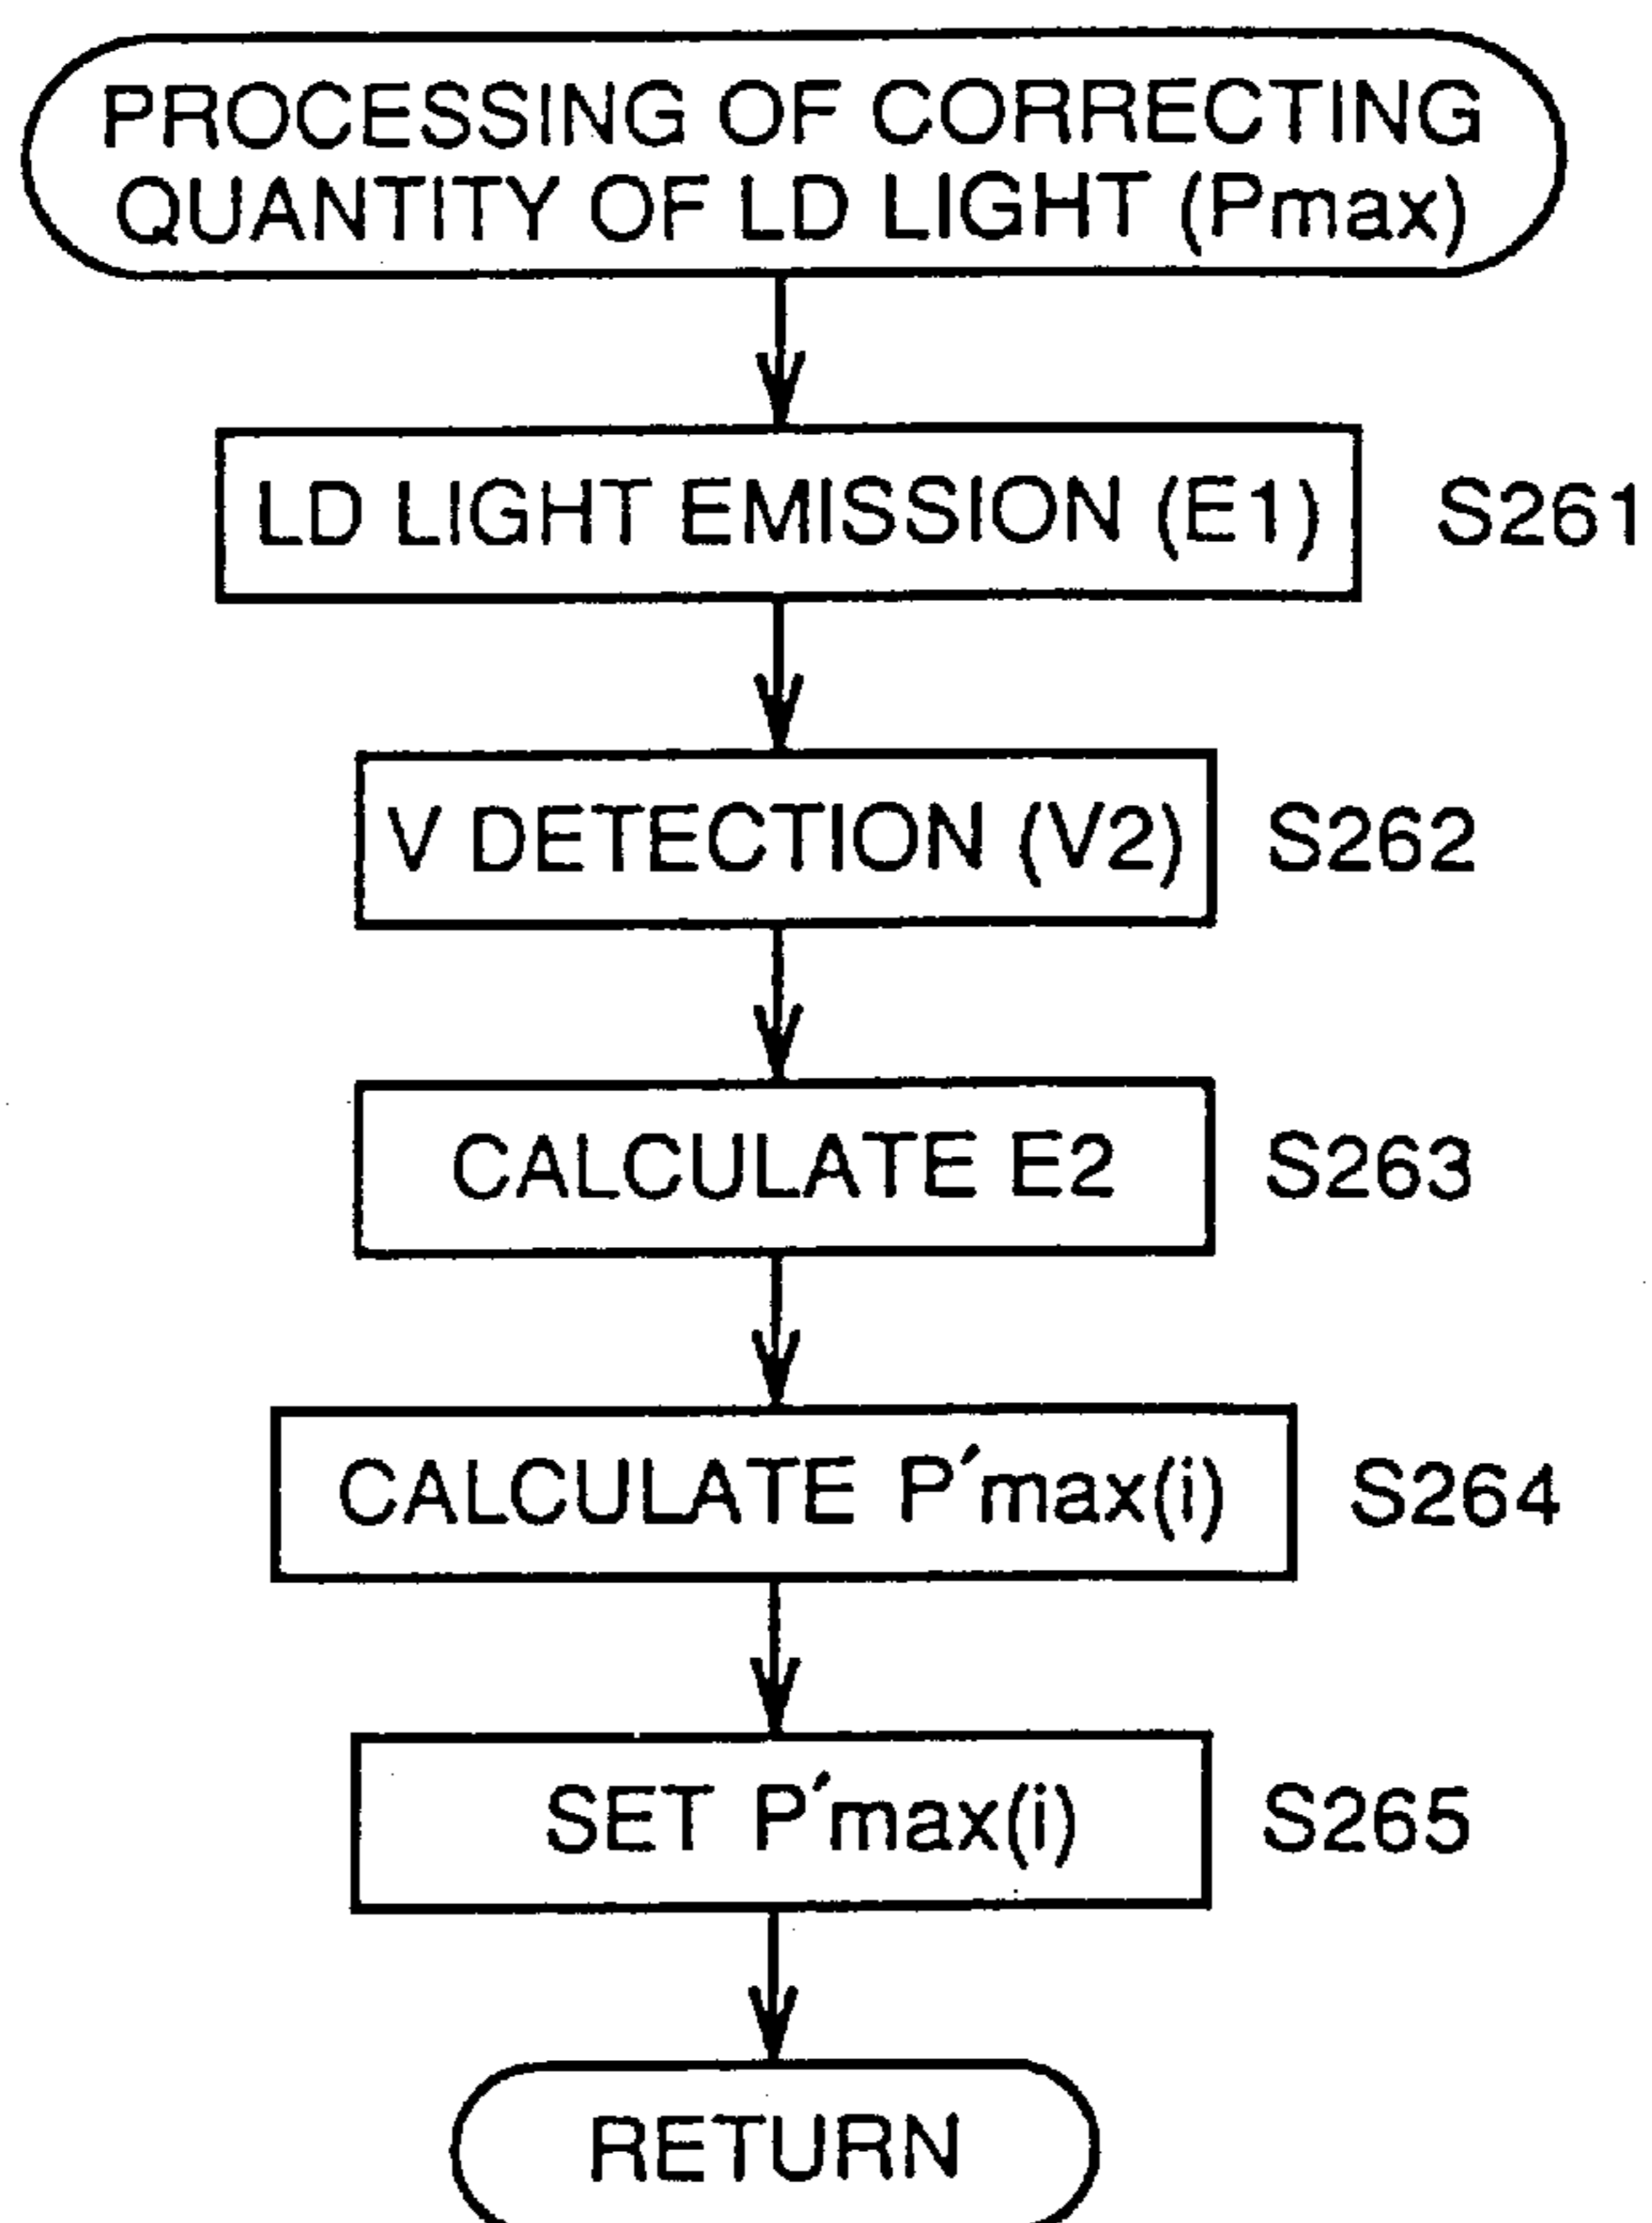 PROCESSING OF CORRECTING
QUANTITY OF LD LIGHT (Pmax)
LD LIGHT EMISSION (E1) S261
V DETECTION (V2) S262
CALCULATE E2 S263
CALCULATE P´max(i) S264
SET P´max(i) S265
RETURN